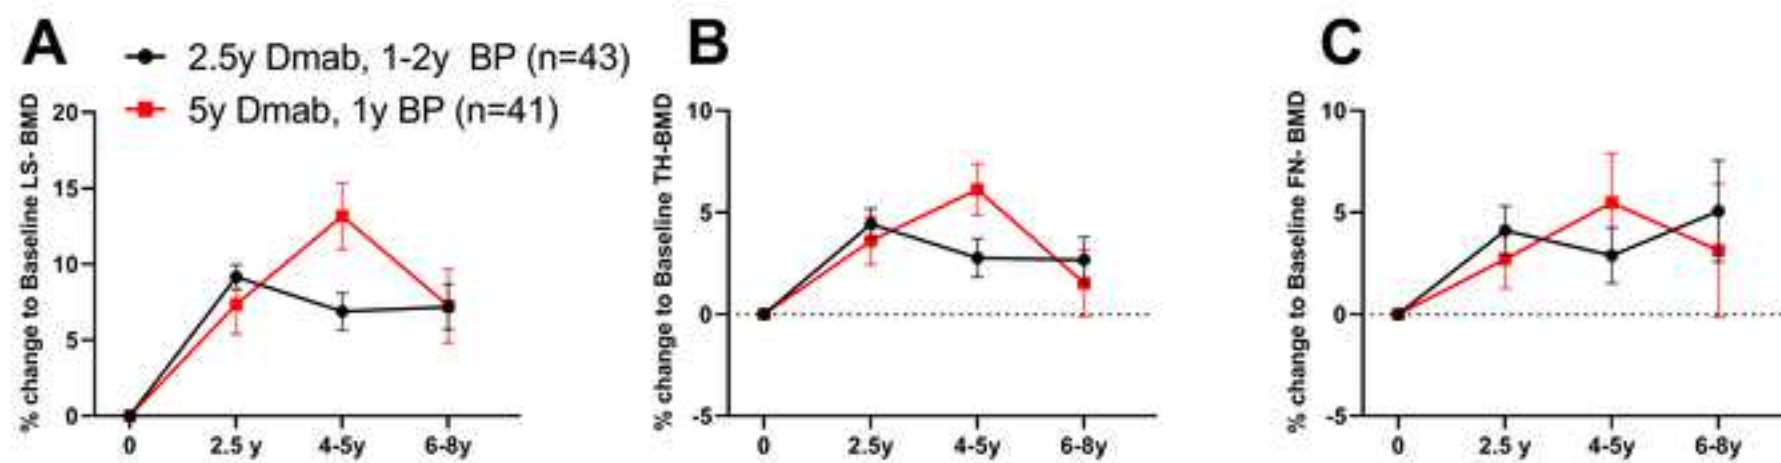 A
2.5y Dmab, 1-2y BP (n=43)
5y Dmab, 1y BP (n=41)
% change to Baseline LS- BMD
20
15
10
5
0
0 2.5 y 4-5y 6-8y
B
% change to Baseline TH-BMD
10
5
0
-5
0 2.5y 4-5y 6-8y
C
% change to Baseline FN- BMD
10
5
0
-5
0 2.5 y 4-5y 6-8y